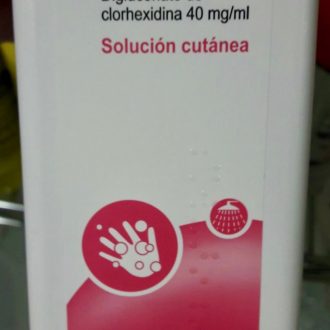 clorhexidina 40 mg/ml
Solución cutánea